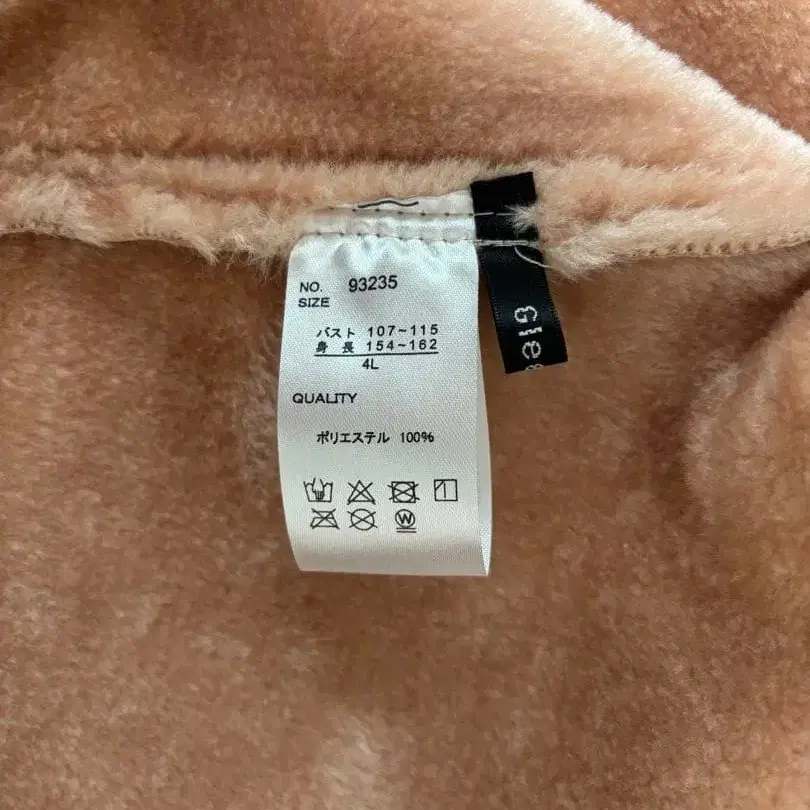 NO. 93235
SIZE
バスト 107~115
身 長 154~162
4L
QUALITY
ポリエステル 100%
W